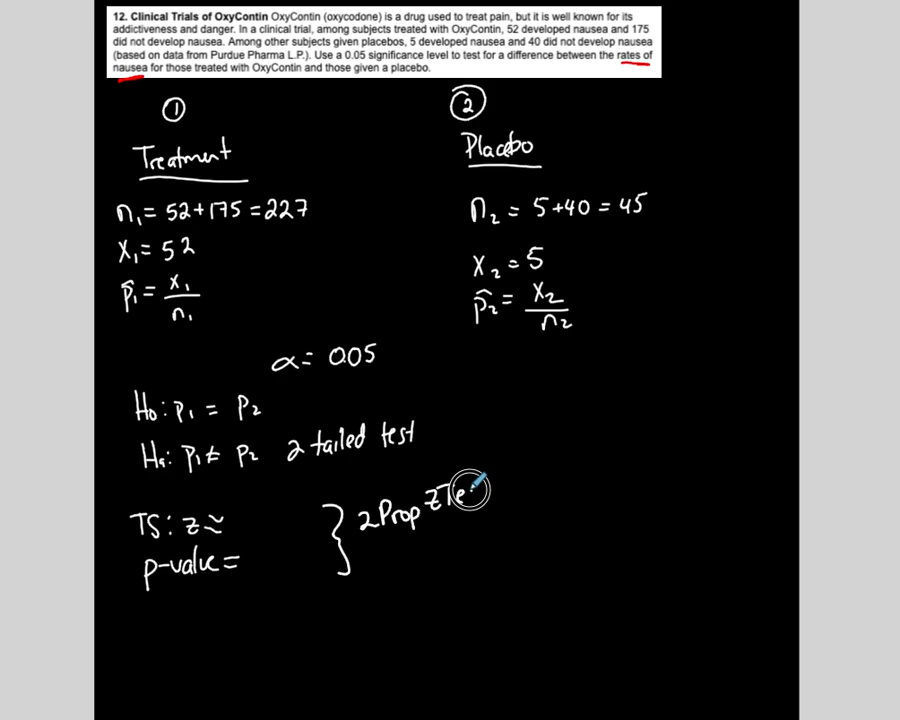 12. Clinical Trials of OxyContin OxyContin (oxycodone) is a drug used to treat pain, but it is well known for its
addictiveness and danger. In a clinical trial, among subjects treated with OxyContin, 52 developed nausea and 175
did not develop nausea. Among other subjects given placebos, 5 developed nausea and 40 did not develop nausea
(based on data from Purdue Pharma L.P.). Use a 0.05 significance level to test for a difference between the rates of
nausea for those treated with OxyContin and those given a placebo.
①
Treatment
n₁ = 52+175 = 227
x₁ = 52
p̂₁ = x₁/n₁
②
Placebo
n₂ = 5+40 = 45
x₂ = 5
p̂₂ = x₂/n₂
α = 0.05
H₀: p₁ = p₂
Hₐ: p₁ ≠ p₂ 2 tailed test
TS: z ≈
p-value =
} 2 Prop Z Te